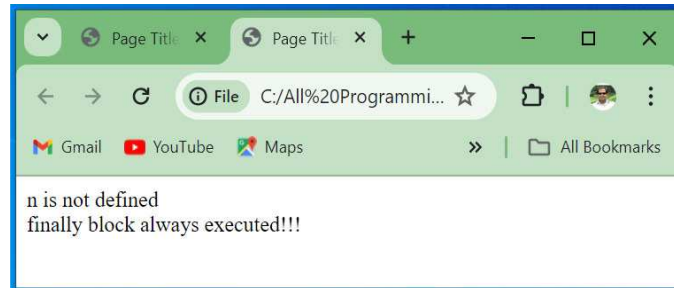 Page Title
Page Title
File C:/All%20Programmi...
Gmail YouTube Maps » All Bookmarks
n is not defined
finally block always executed!!!